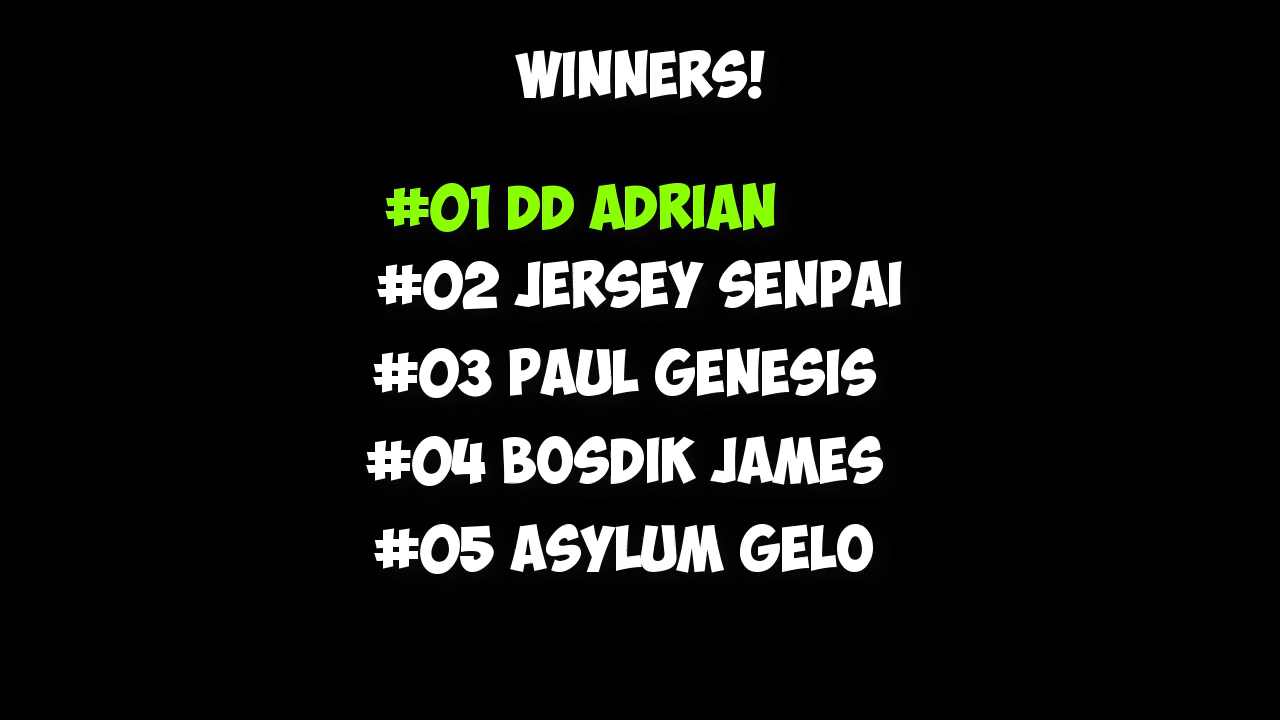 WINNERS!
#01 DD ADRIAN
#02 JERSEY SENPAI
#03 PAUL GENESIS
#04 BOSDIK JAMES
#05 ASYLUM GELO